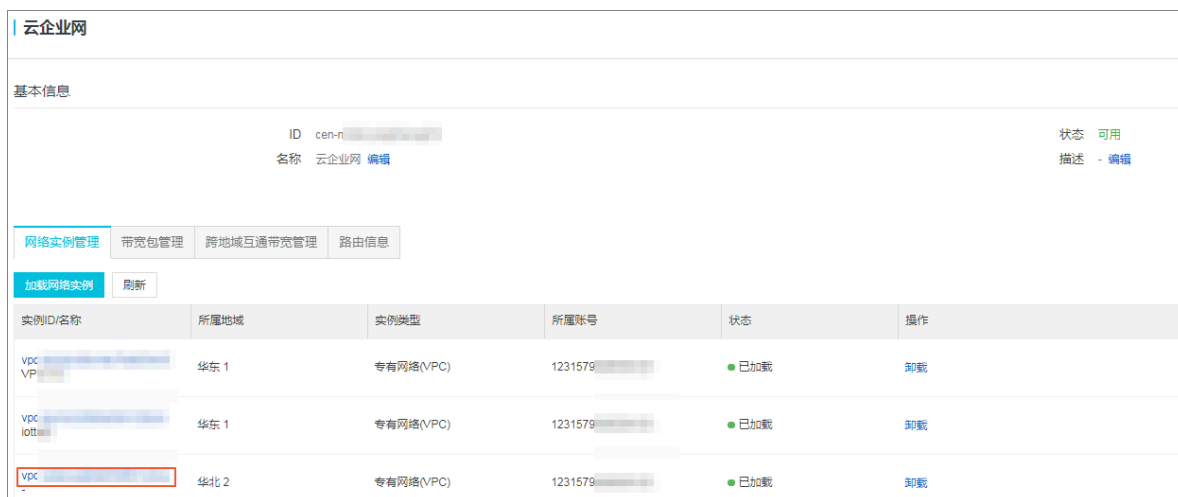 云企业网
基本信息
ID cen-n 状态 可用
名称 云企业网 编辑 描述 - 编辑
网络实例管理 带宽包管理 跨地域互通带宽管理 路由信息
加载网络实例 刷新
实例ID/名称 所属地域 实例类型 所属账号 状态 操作
vpc 华东 1 专有网络(VPC) 1231579 已加载 卸载
VP
vpc 华东 1 专有网络(VPC) 1231579 已加载 卸载
iott
vpc 华北 2 专有网络(VPC) 1231579 已加载 卸载
-